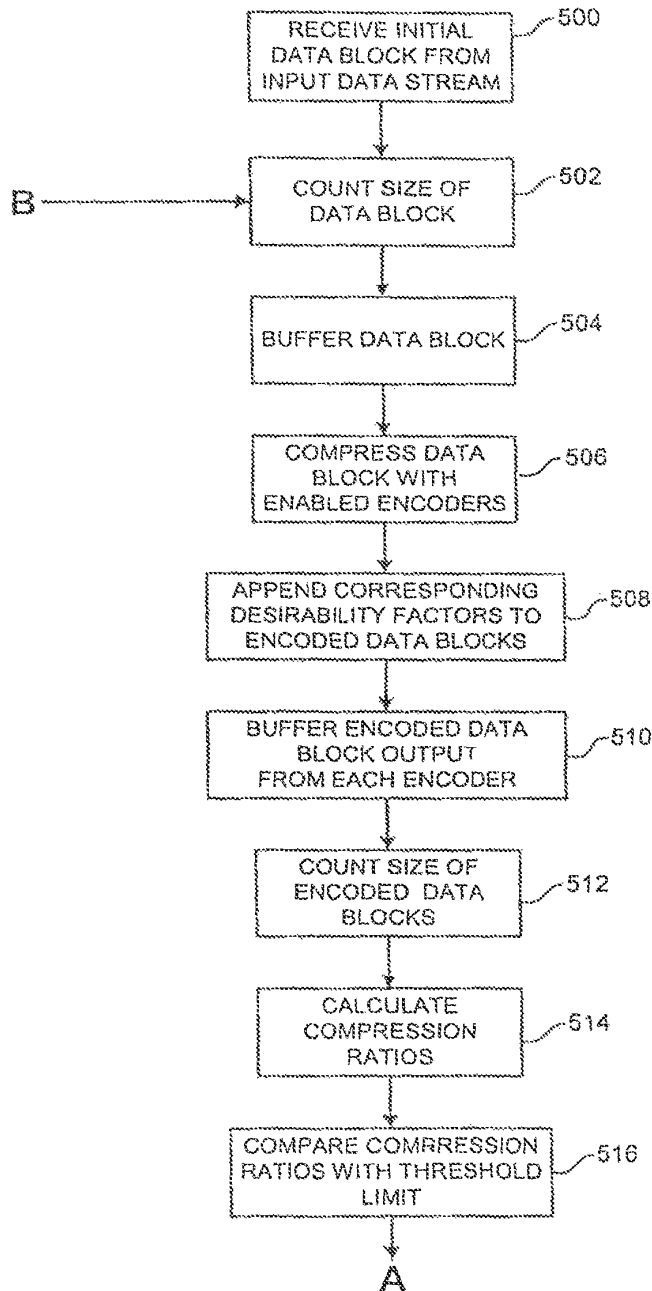 RECEIVE INITIAL
DATA BLOCK FROM
INPUT DATA STREAM
500
B
COUNT SIZE OF
DATA BLOCK
502
BUFFER DATA BLOCK
504
COMPRESS DATA
BLOCK WITH
ENABLED ENCODERS
506
APPEND CORRESPONDING
DESIRABILITY FACTORS TO
ENCODED DATA BLOCKS
508
BUFFER ENCODED DATA
BLOCK OUTPUT
FROM EACH ENCODER
510
COUNT SIZE OF
ENCODED DATA
BLOCKS
512
CALCULATE
COMPRESSION
RATIOS
514
COMPARE COMPRESSION
RATIOS WITH THRESHOLD
LIMIT
516
A